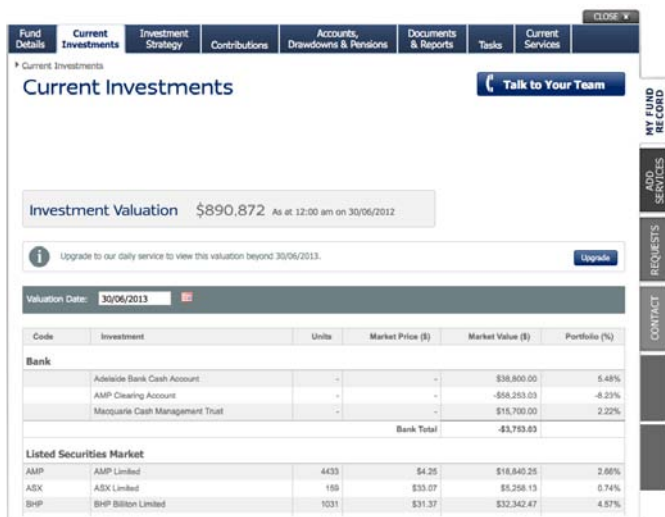 CLOSE
Fund Details
Current Investments
Investment Strategy
Contributions
Accounts, Drawdowns & Pensions
Documents & Reports
Tasks
Current Services
Current Investments
Current Investments
Talk to Your Team
MY FUND RECORD
ADD SERVICES
REQUESTS
CONTACT
Investment Valuation $890,872 As at 12:00 am on 30/06/2012
Upgrade to our daily service to view this valuation beyond 30/06/2013.
Upgrade
Valuation Date: 30/06/2013
Code Investment Units Market Price ($) Market Value ($) Portfolio (%)
Bank
Adelaide Bank Cash Account - - $38,800.00 5.48%
AMP Clearing Account - - -$58,253.03 -8.23%
Macquarie Cash Management Trust - - $15,700.00 2.22%
Bank Total -$3,753.03
Listed Securities Market
AMP AMP Limited 4433 $4.25 $18,840.25 2.66%
ASX ASX Limited 159 $33.07 $5,258.13 0.74%
BHP BHP Billiton Limited 1031 $31.37 $32,342.47 4.57%